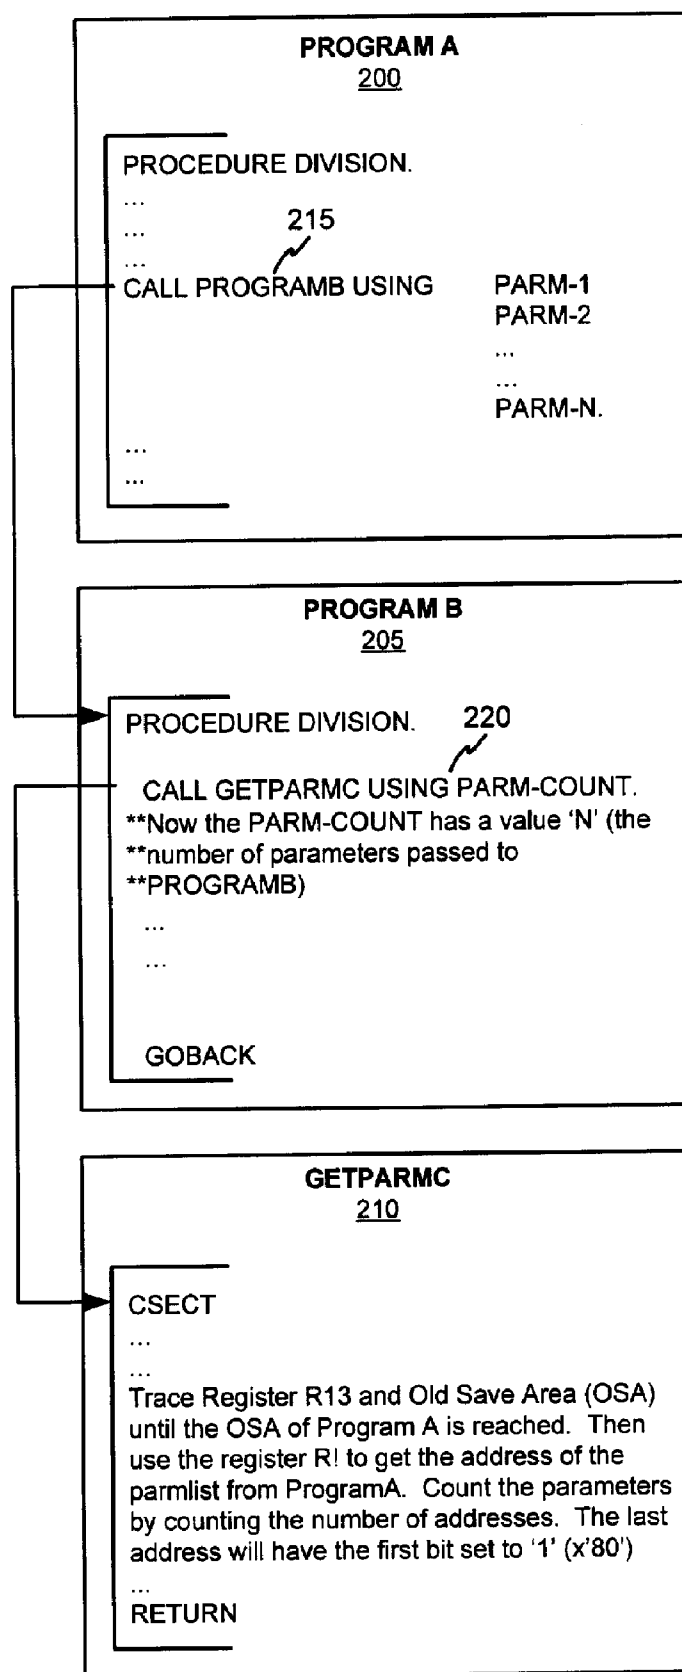 PROGRAM A
200
PROCEDURE DIVISION.
...
...
...
215
CALL PROGRAMB USING PARM-1
PARM-2
...
...
PARM-N.
...
...
PROGRAM B
205
PROCEDURE DIVISION.
220
CALL GETPARMC USING PARM-COUNT.
**Now the PARM-COUNT has a value 'N' (the
**number of parameters passed to
**PROGRAMB)
...
...
GOBACK
GETPARMC
210
CSECT
...
...
Trace Register R13 and Old Save Area (OSA)
until the OSA of Program A is reached. Then
use the register R! to get the address of the
parmlist from ProgramA. Count the parameters
by counting the number of addresses. The last
address will have the first bit set to '1' (x'80')
...
RETURN